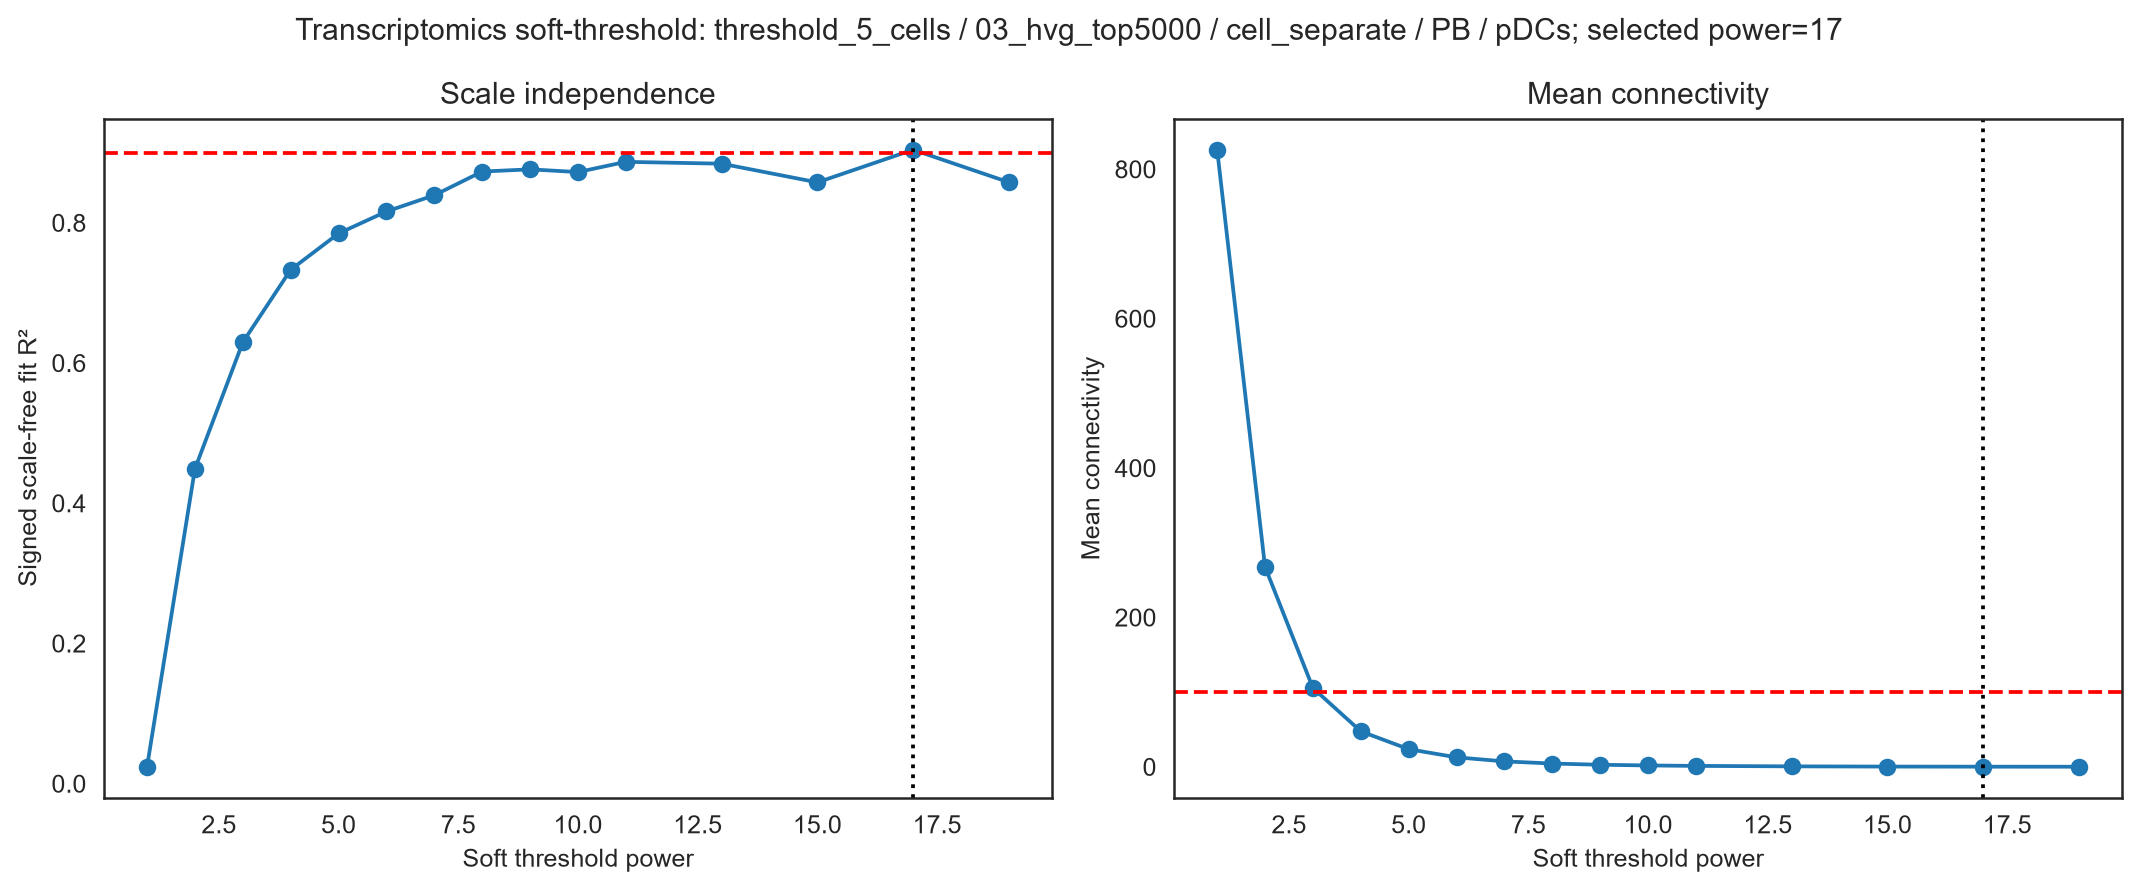 Transcriptomics soft-threshold: threshold_5_cells / 03_hvg_top5000 / cell_separate / PB / pDCs; selected power=17
Scale independence
Signed scale-free fit R²
0.8
0.6
0.4
0.2
0.0
2.5 5.0 7.5 10.0 12.5 15.0 17.5
Soft threshold power
Mean connectivity
Mean connectivity
800
600
400
200
0
2.5 5.0 7.5 10.0 12.5 15.0 17.5
Soft threshold power